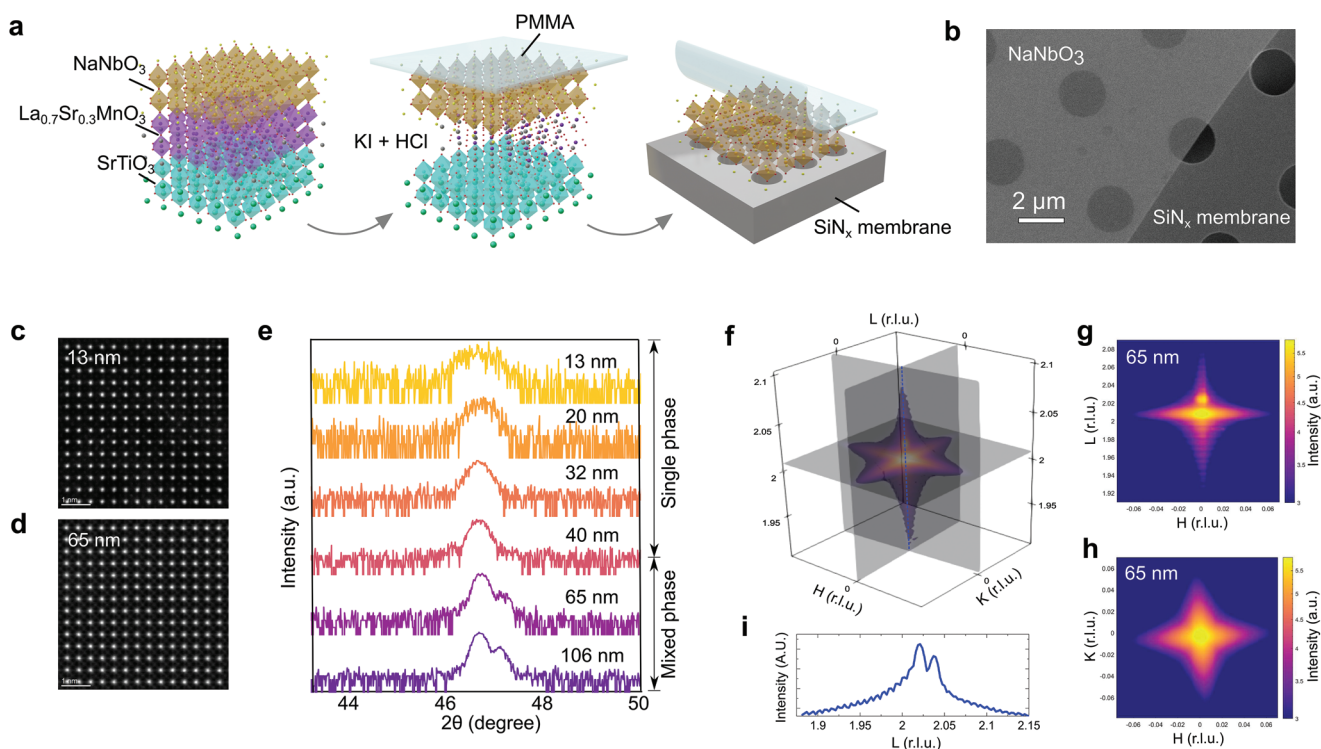 a
PMMA
NaNbO₃
La₀.₇Sr₀.₃MnO₃
SrTiO₃
KI + HCl
SiNₓ membrane
b
NaNbO₃
2 µm
SiNₓ membrane
c
13 nm
1 nm
d
65 nm
1 nm
e
Intensity (a.u.)
13 nm
20 nm
32 nm
40 nm
65 nm
106 nm
Single phase
Mixed phase
44 46 48 50
2θ (degree)
f
L (r.l.u.)
0 0
2.1 2.1
2.05 2.05
2 2
1.95 1.95
0 0
H (r.l.u.)
K (r.l.u.)
g
65 nm
L (r.l.u.)
2.08
2.06
2.04
2.02
2
1.98
1.96
1.94
1.92
-0.06 -0.04 -0.02 0 0.02 0.04 0.06
H (r.l.u.)
5.5
5
4.5
4
3.5
3
Intensity (a.u.)
h
65 nm
K (r.l.u.)
0.06
0.04
0.02
0
-0.02
-0.04
-0.06
-0.06 -0.04 -0.02 0 0.02 0.04 0.06
H (r.l.u.)
5.5
5
4.5
4
3.5
3
Intensity (a.u.)
i
Intensity (A.U.)
1.9 1.95 2 2.05 2.1 2.15
L (r.l.u.)